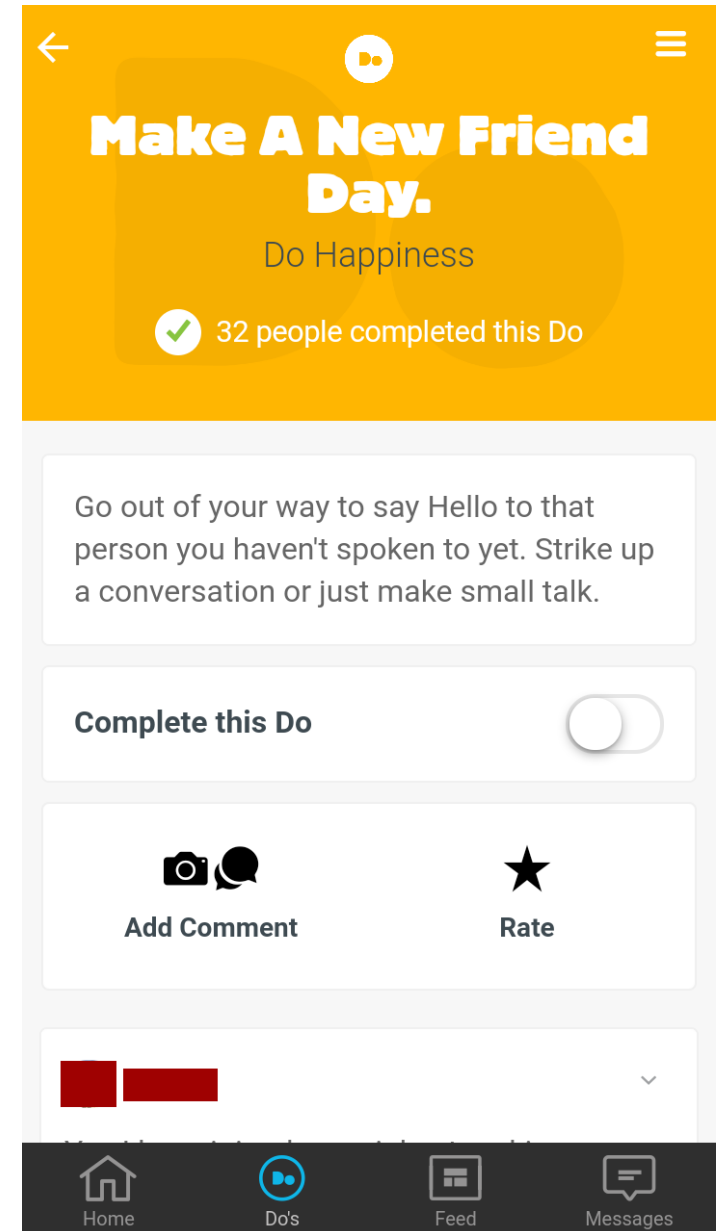 Do
Make A New Friend
Day.
Do Happiness
32 people completed this Do
Go out of your way to say Hello to that
person you haven't spoken to yet. Strike up
a conversation or just make small talk.
Complete this Do
Add Comment
Rate
Do
Home
Do's
Feed
Messages